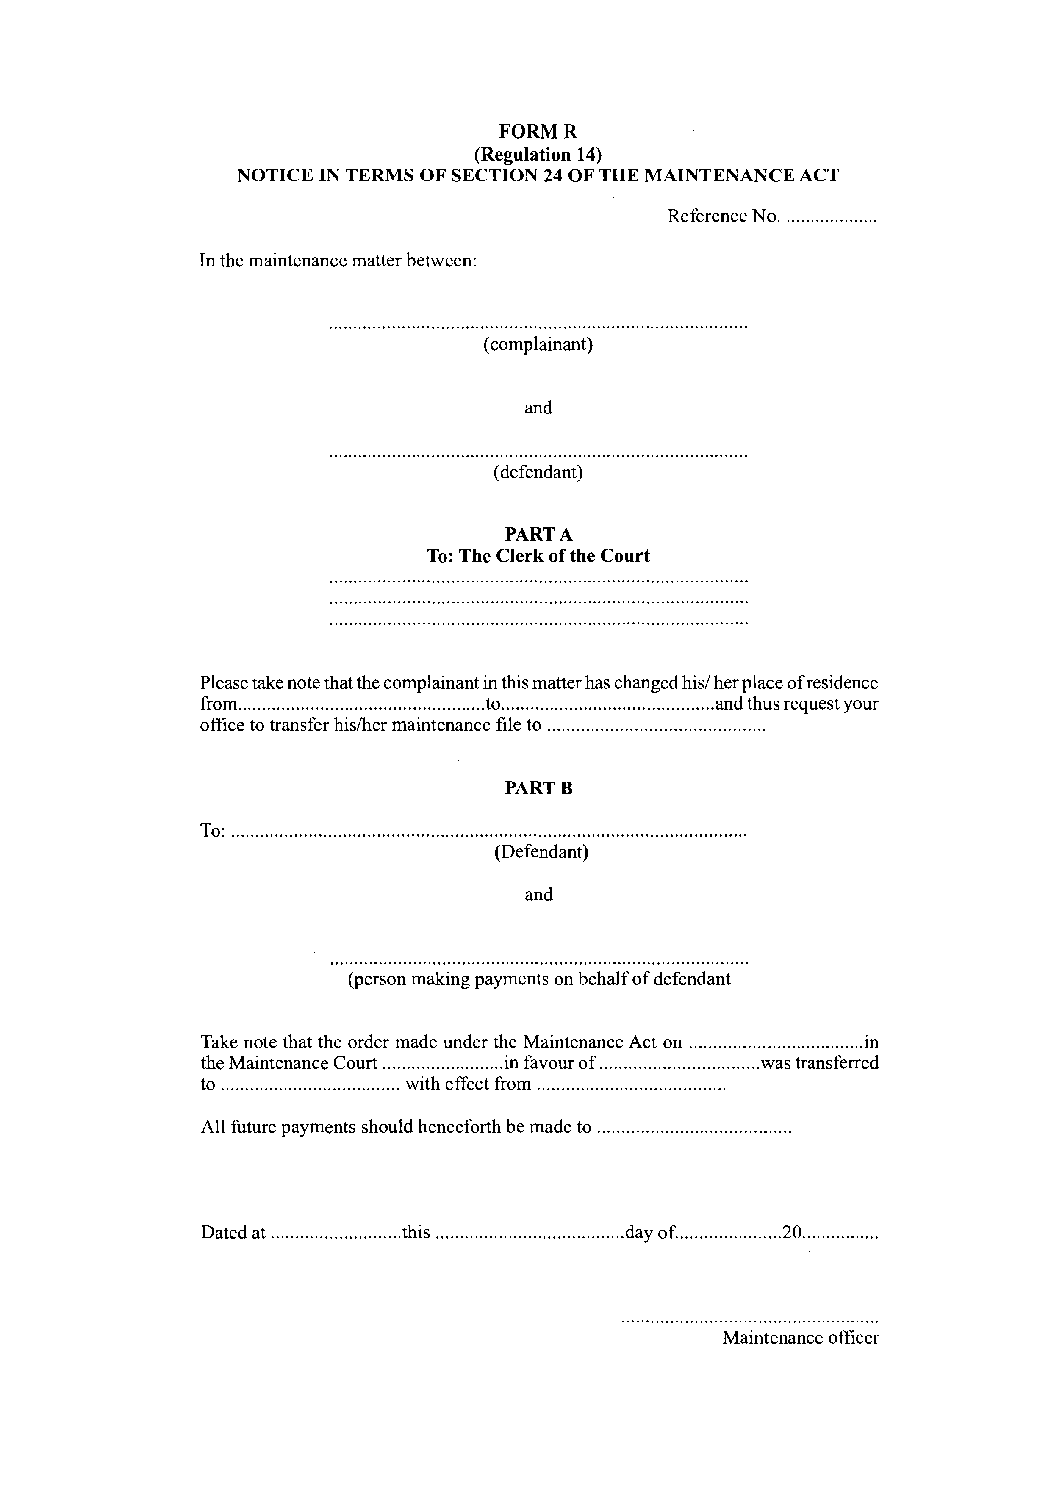 FORM R
(Regulation 14)
NOTICE IN TERMS OF SECTION 24 OF THE MAINTENANCE ACT
Reference No. ...................
In the maintenance matter between:
......................................................................................
(complainant)
and
......................................................................................
(defendant)
PART A
To: The Clerk of the Court
......................................................................................
......................................................................................
......................................................................................
Please take note that the complainant in this matter has changed his/ her place of residence
from...................................................to............................................and thus request your
office to transfer his/her maintenance file to .............................................
PART B
To: ..........................................................................................................
(Defendant)
and
......................................................................................
(person making payments on behalf of defendant
Take note that the order made under the Maintenance Act on ....................................in
the Maintenance Court .........................in favour of .................................was transferred
to ..................................... with effect from .......................................
All future payments should henceforth be made to ........................................
Dated at ...........................this .......................................day of......................20................
.....................................................
Maintenance officer